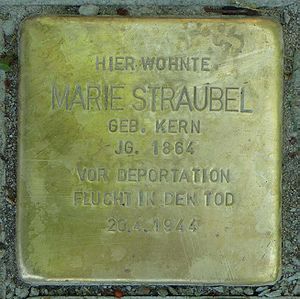 HIER WOHNTE
MARIE STRAUBEL
GEB. KERN
JG. 1864
VOR DEPORTATION
FLUCHT IN DEN TOD
20.4.1944